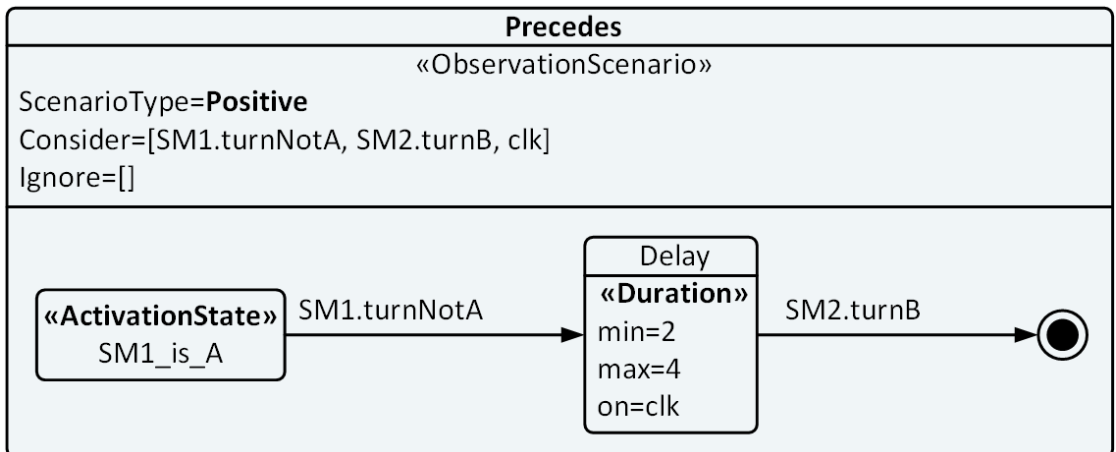 Precedes
«ObservationScenario»
ScenarioType=Positive
Consider=[SM1.turnNotA, SM2.turnB, clk]
Ignore=[]
«ActivationState»
SM1_is_A
SM1.turnNotA
Delay
«Duration»
min=2
max=4
on=clk
SM2.turnB